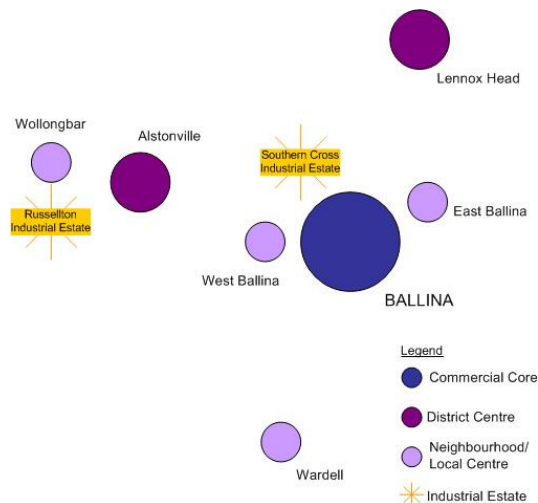 Lennox Head
Wollongbar
Alstonville
Southern Cross
Industrial Estate
Russellton
Industrial Estate
East Ballina
West Ballina
BALLINA
Wardell
Legend
Commercial Core
District Centre
Neighbourhood/
Local Centre
Industrial Estate